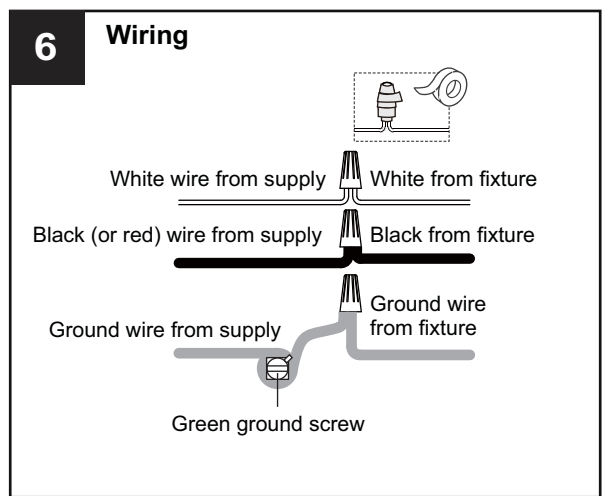 6
Wiring
White wire from supply
White from fixture
Black (or red) wire from supply
Black from fixture
Ground wire
from fixture
Ground wire from supply
Green ground screw